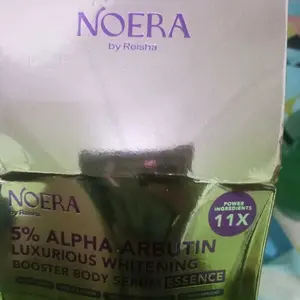 NOERA
by Reisha
NOERA
by Reisha
POWER
INGREDIENTS
11X
5% ALPHA ARBUTIN
LUXURIOUS WHITENING
BOOSTER BODY SERUM ESSENCE